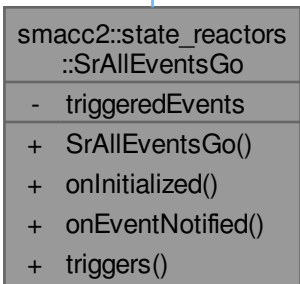 smacc2::state_reactors
::SrAllEventsGo
- triggeredEvents
+ SrAllEventsGo()
+ onInitialized()
+ onEventNotified()
+ triggers()